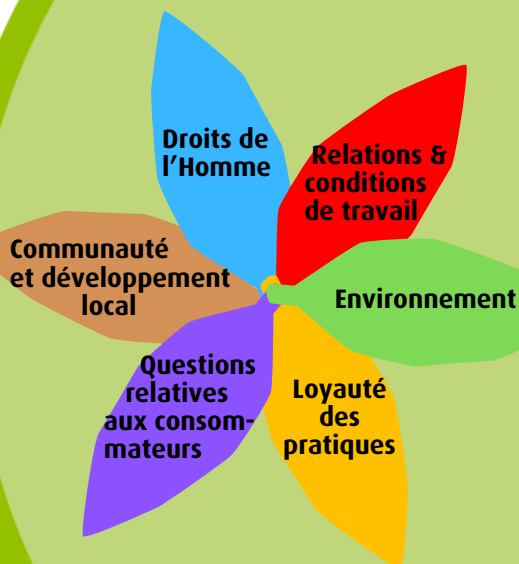 Droits de
l'Homme
Relations &
conditions
de travail
Environnement
Loyauté
des
pratiques
Questions
relatives
aux consom-
mateurs
Communauté
et développement
local